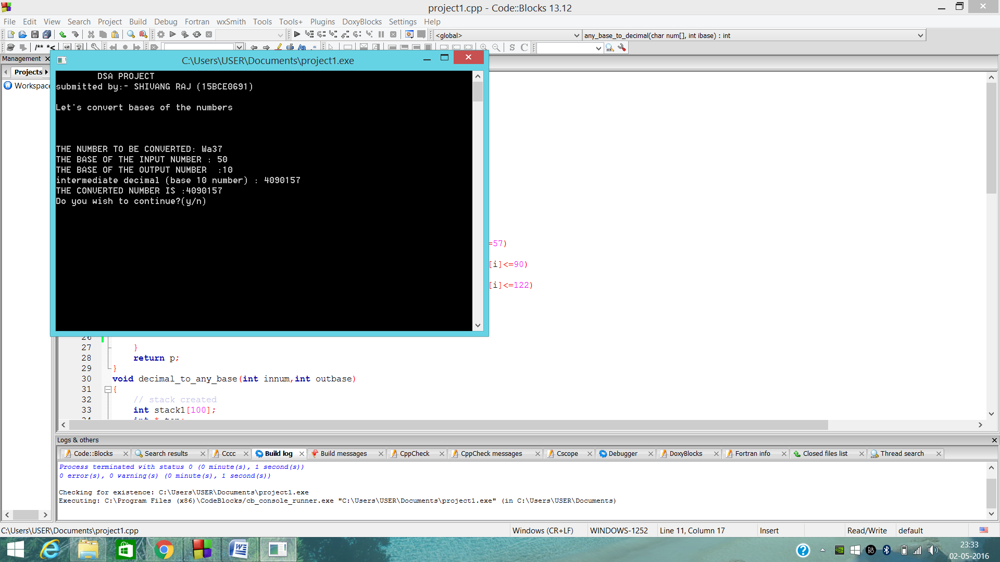 project1.cpp - Code::Blocks 13.12
File Edit View Search Project Build Debug Fortran wxSmith Tools Tools+ Plugins DoxyBlocks Settings Help
<global>
any_base_to_decimal(char num[], int ibase) : int
/** *<
S C
Management
C:\Users\USER\Documents\project1.exe
Projects
Workspace
DSA PROJECT
submitted by:- SHIVANG RAJ (15BCE0691)
Let's convert bases of the numbers
THE NUMBER TO BE CONVERTED: Wa37
THE BASE OF THE INPUT NUMBER : 50
THE BASE OF THE OUTPUT NUMBER  :10
intermediate decimal (base 10 number) : 4090157
THE CONVERTED NUMBER IS :4090157
Do you wish to continue?(y/n)
=57)
[i]<=90)
[i]<=122)
26
27 }
28 return p;
29 }
30 void decimal_to_any_base(int innum,int outbase)
31 {
32 // stack created
33 int stack1[100];
Logs & others
Code::Blocks Search results Cccc Build log Build messages CppCheck CppCheck messages Cscope Debugger DoxyBlocks Fortran info Closed files list Thread search
Process terminated with status 0 (0 minute(s), 1 second(s))
0 error(s), 0 warning(s) (0 minute(s), 1 second(s))
Checking for existence: C:\Users\USER\Documents\project1.exe
Executing: C:\Program Files (x86)\CodeBlocks/cb_console_runner.exe "C:\Users\USER\Documents\project1.exe" (in C:\Users\USER\Documents)
C:\Users\USER\Documents\project1.cpp
Windows (CR+LF) WINDOWS-1252 Line 11, Column 17 Insert Read/Write default
23:33
02-05-2016